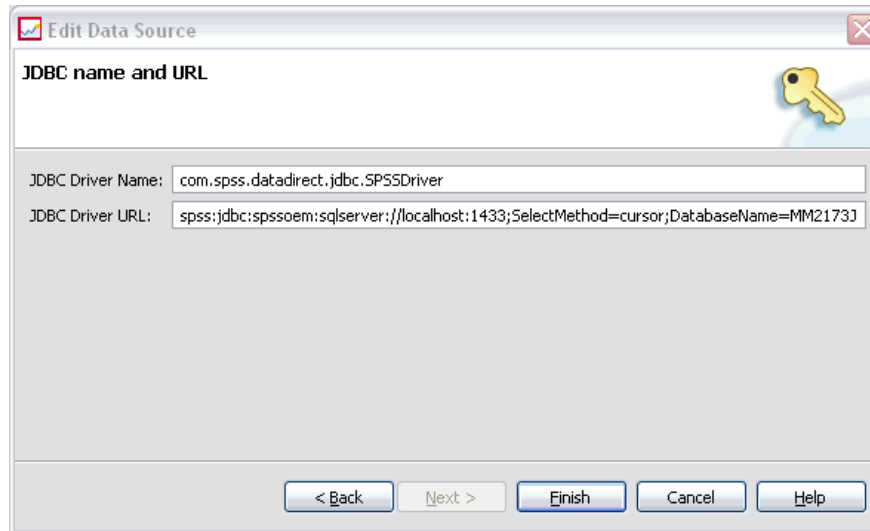 Edit Data Source
JDBC name and URL
JDBC Driver Name: com.spss.datadirect.jdbc.SPSSDriver
JDBC Driver URL: spss:jdbc:spssoem:sqlserver://localhost:1433;SelectMethod=cursor;DatabaseName=MM2173J
< Back Next > Finish Cancel Help